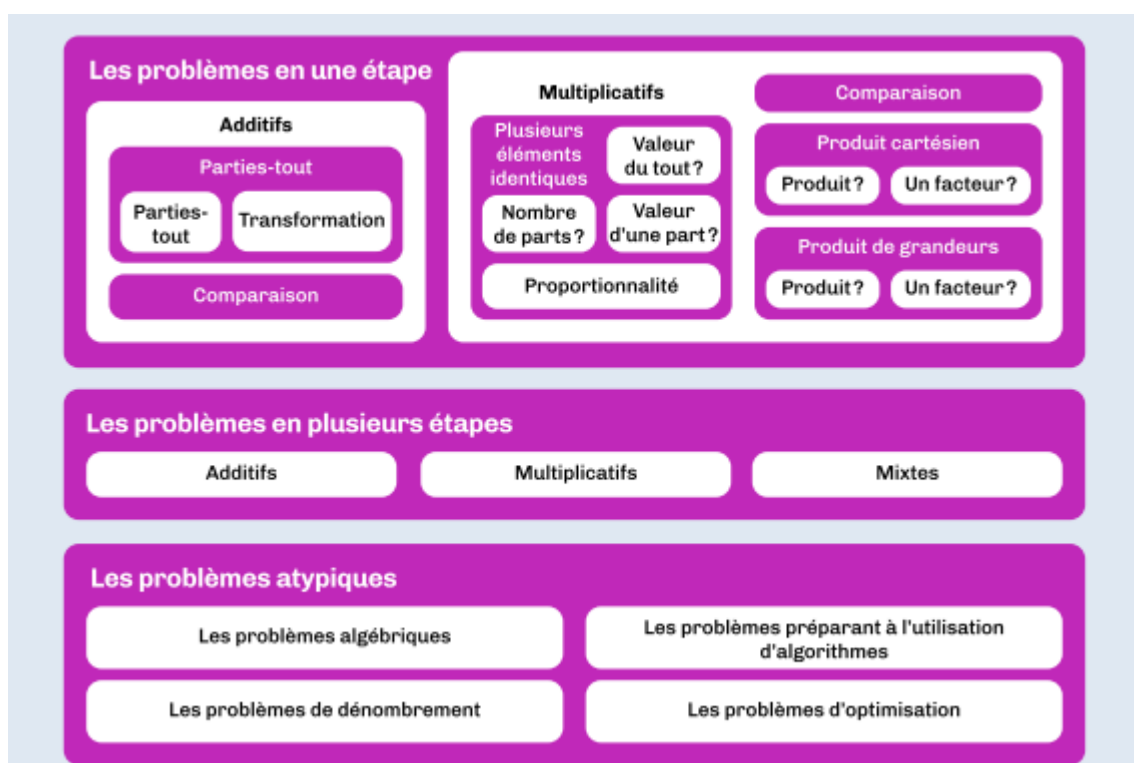 Les problèmes en une étape
Additifs
Parties-tout
Parties-
tout
Transformation
Comparaison
Multiplicatifs
Plusieurs
éléments
identiques
Valeur
du tout ?
Nombre
de parts ?
Valeur
d'une part ?
Proportionnalité
Comparaison
Produit cartésien
Produit ?
Un facteur ?
Produit de grandeurs
Produit ?
Un facteur ?
Les problèmes en plusieurs étapes
Additifs
Multiplicatifs
Mixtes
Les problèmes atypiques
Les problèmes algébriques
Les problèmes préparant à l'utilisation
d'algorithmes
Les problèmes de dénombrement
Les problèmes d'optimisation